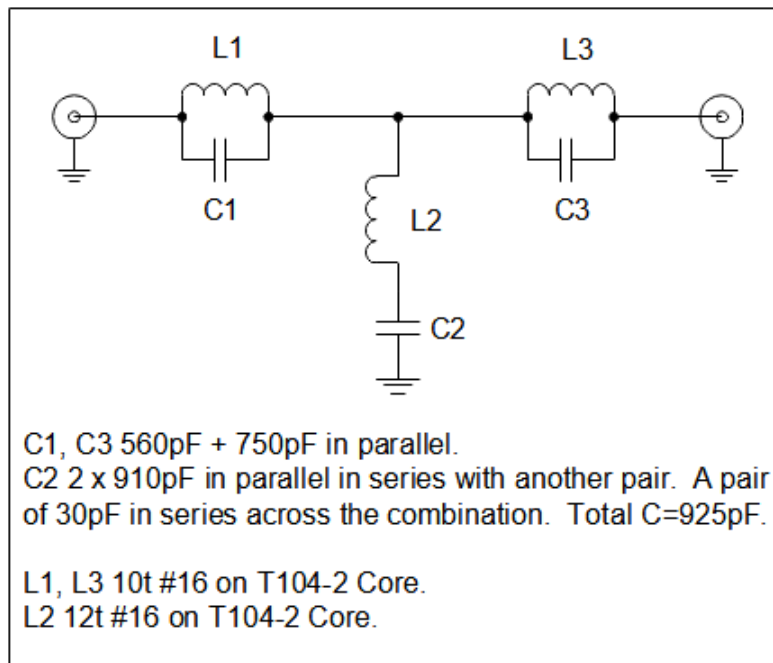 L1
L3
C1
C3
L2
C2
C1, C3 560pF + 750pF in parallel.
C2 2 x 910pF in parallel in series with another pair.  A pair
of 30pF in series across the combination.  Total C=925pF.
L1, L3 10t #16 on T104-2 Core.
L2 12t #16 on T104-2 Core.